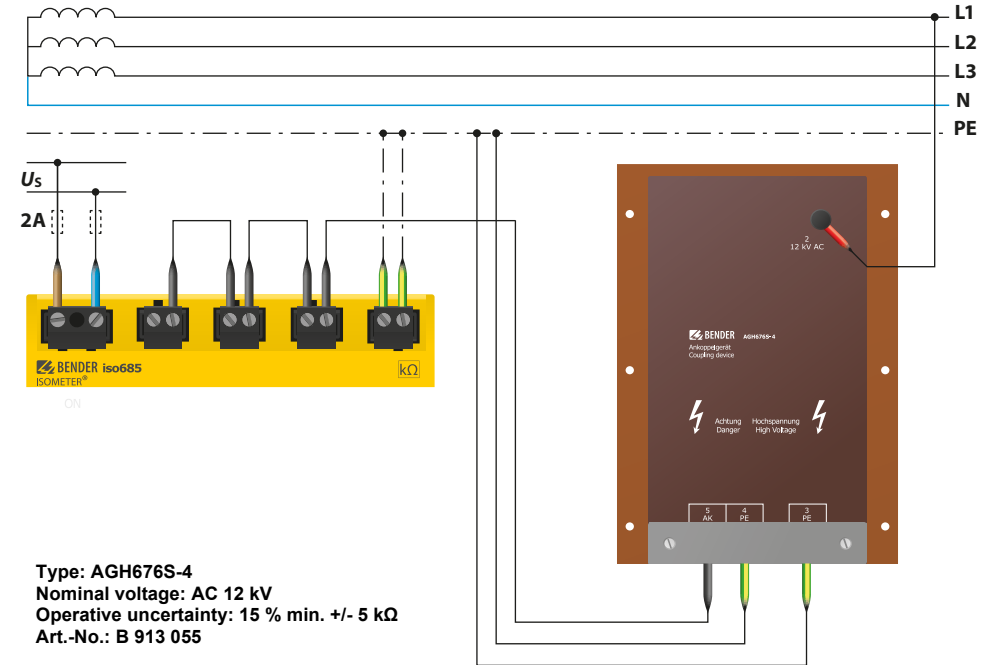 L1
L2
L3
N
PE
US
2A
2
12 kV AC
BENDER AGH676S-4
Ankoppelgerät
Coupling device
BENDER iso685
ISOMETER®
kΩ
ON
Achtung Hochspannung
Danger High Voltage
5 4 3
AK PE PE
Type: AGH676S-4
Nominal voltage: AC 12 kV
Operative uncertainty: 15 % min. +/- 5 kΩ
Art.-No.: B 913 055